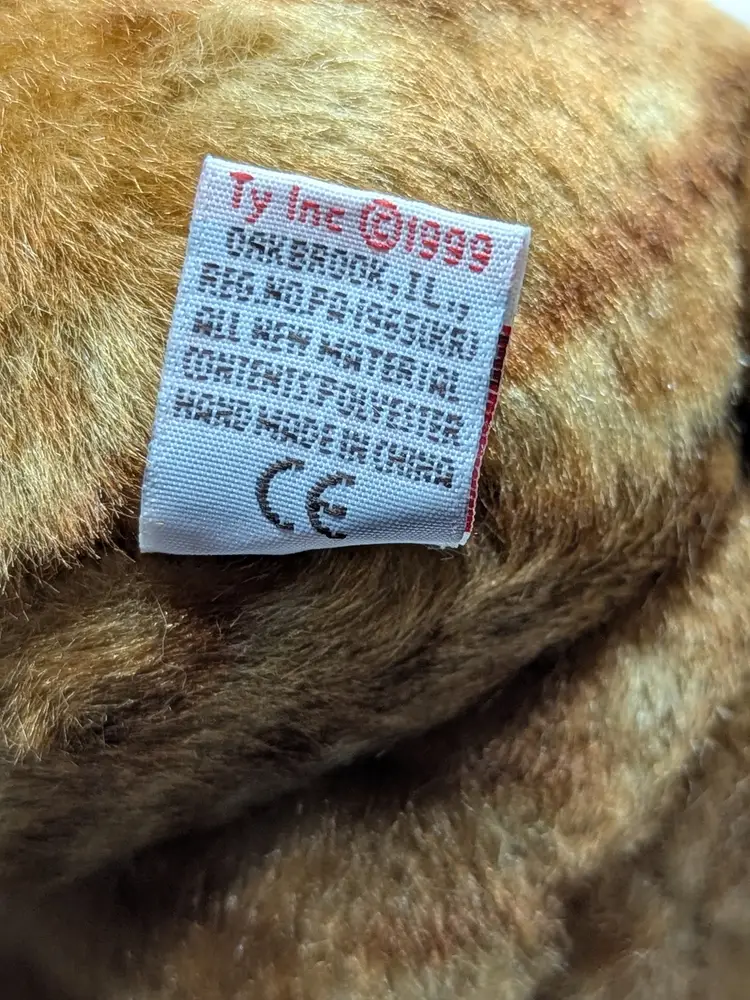 Ty Inc ©1999
OAKBROOK, IL.,
REG.NO.PA.1965(KR)
ALL NEW MATERIAL
CONTENTS:POLYESTER
HAND MADE IN CHINA
CE